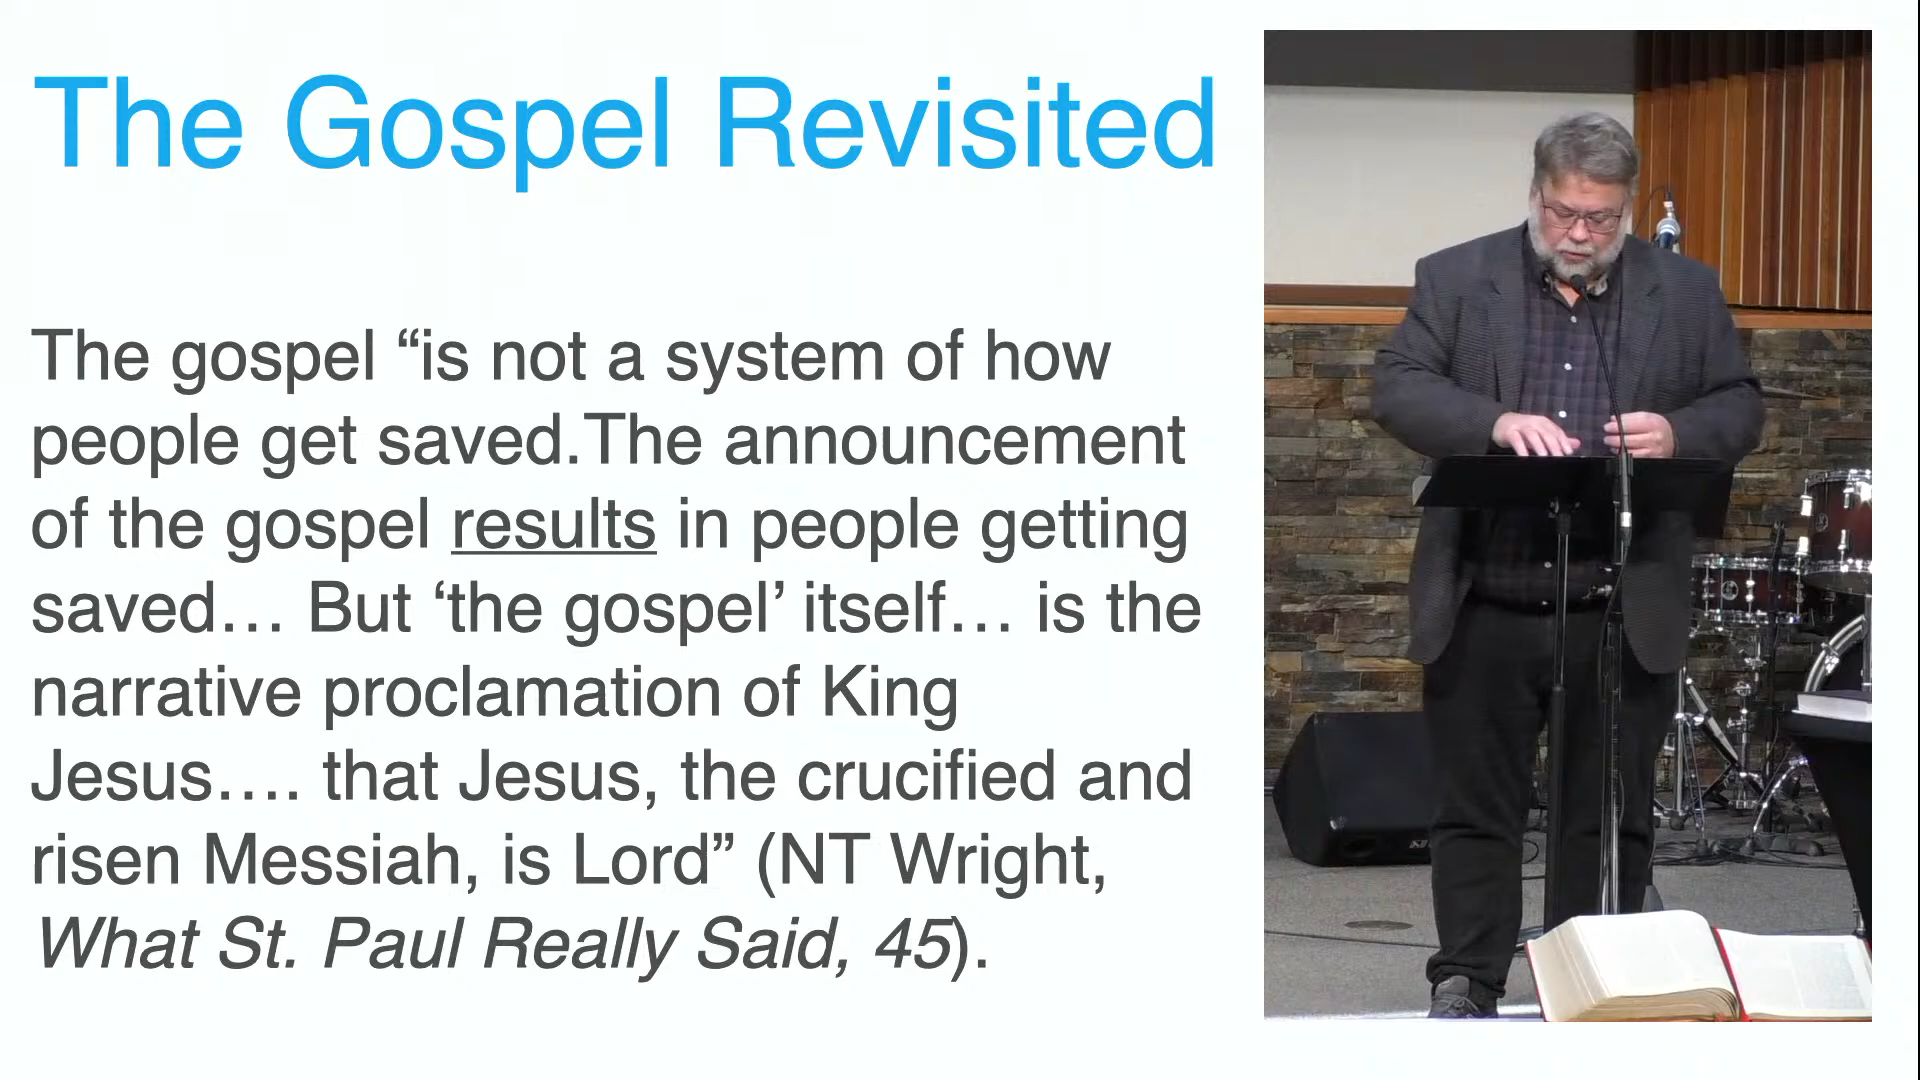 The Gospel Revisited
The gospel “is not a system of how
people get saved.The announcement
of the gospel results in people getting
saved… But ‘the gospel’ itself… is the
narrative proclamation of King
Jesus…. that Jesus, the crucified and
risen Messiah, is Lord” (NT Wright,
What St. Paul Really Said, 45).